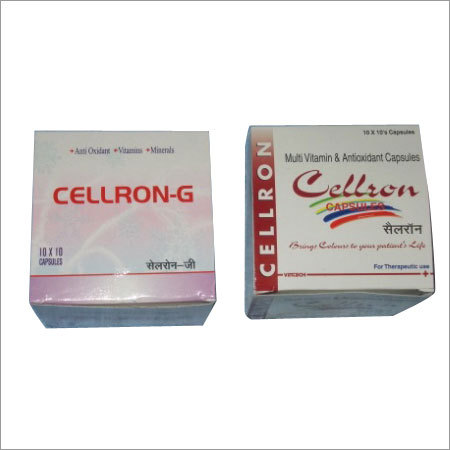 • Anti Oxidant • Vitamins • Minerals
CELLRON-G
10 X 10
CAPSULES
सेलरोन-जी
CELLRON
10 X 10's Capsules
Multi Vitamin & Antioxidant Capsules
Cellron
CAPSULES
सैलरॉन
Brings Colours to your patient's Life
For Therapeutic use